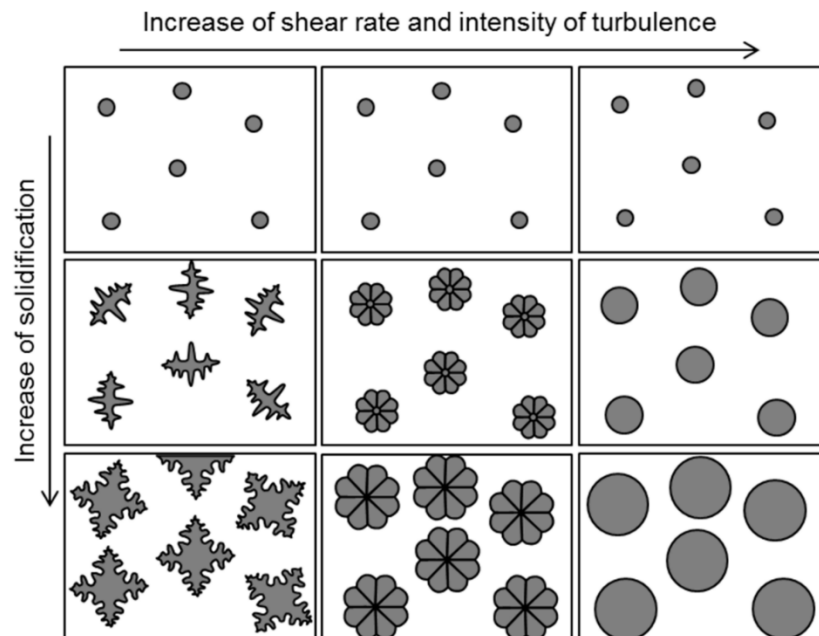 Increase of shear rate and intensity of turbulence
Increase of solidification